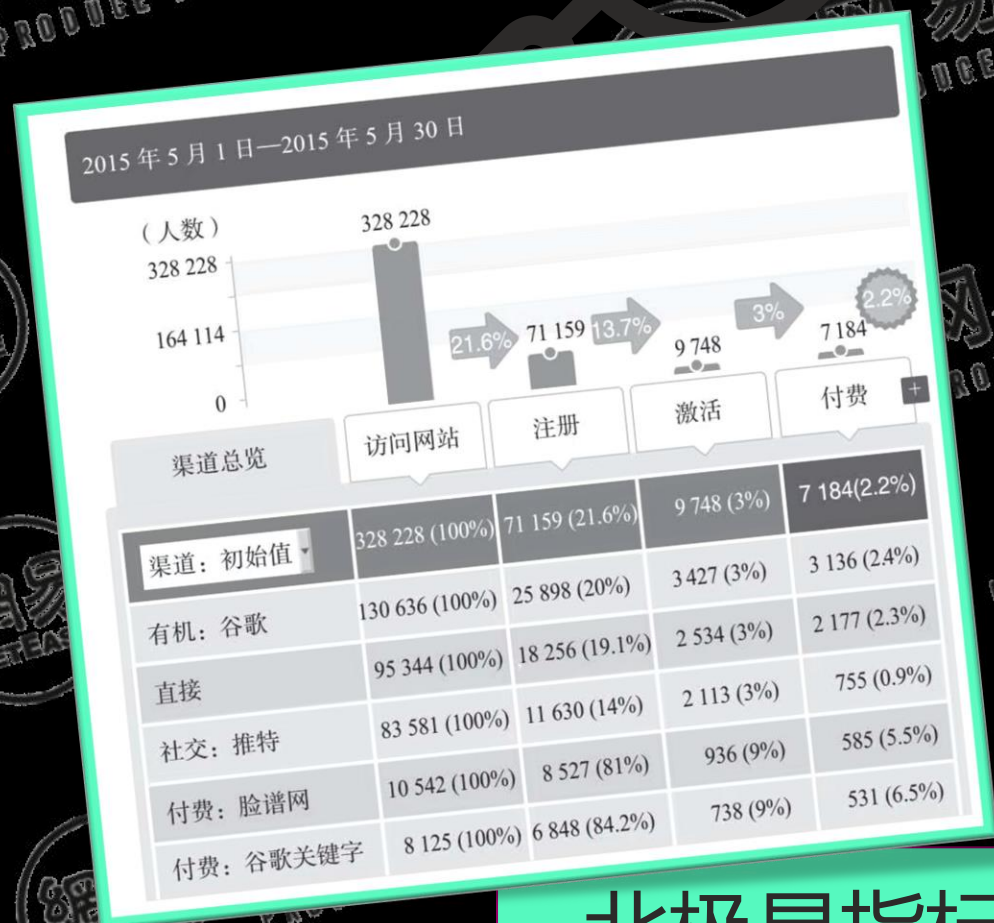 PRODUCE
2015 年 5 月 1 日—2015 年 5 月 30 日
（人数）
328 228
164 114
0
328 228
21.6%
71 159
13.7%
9 748
3%
7 184
2.2%
渠道总览 访问网站 注册 激活 付费 +
渠道：初始值 328 228 (100%) 71 159 (21.6%) 9 748 (3%) 7 184(2.2%)
有机：谷歌 130 636 (100%) 25 898 (20%) 3 427 (3%) 3 136 (2.4%)
直接 95 344 (100%) 18 256 (19.1%) 2 534 (3%) 2 177 (2.3%)
社交：推特 83 581 (100%) 11 630 (14%) 2 113 (3%) 755 (0.9%)
付费：脸谱网 10 542 (100%) 8 527 (81%) 936 (9%) 585 (5.5%)
付费：谷歌关键字 8 125 (100%) 6 848 (84.2%) 738 (9%) 531 (6.5%)
北极星指标